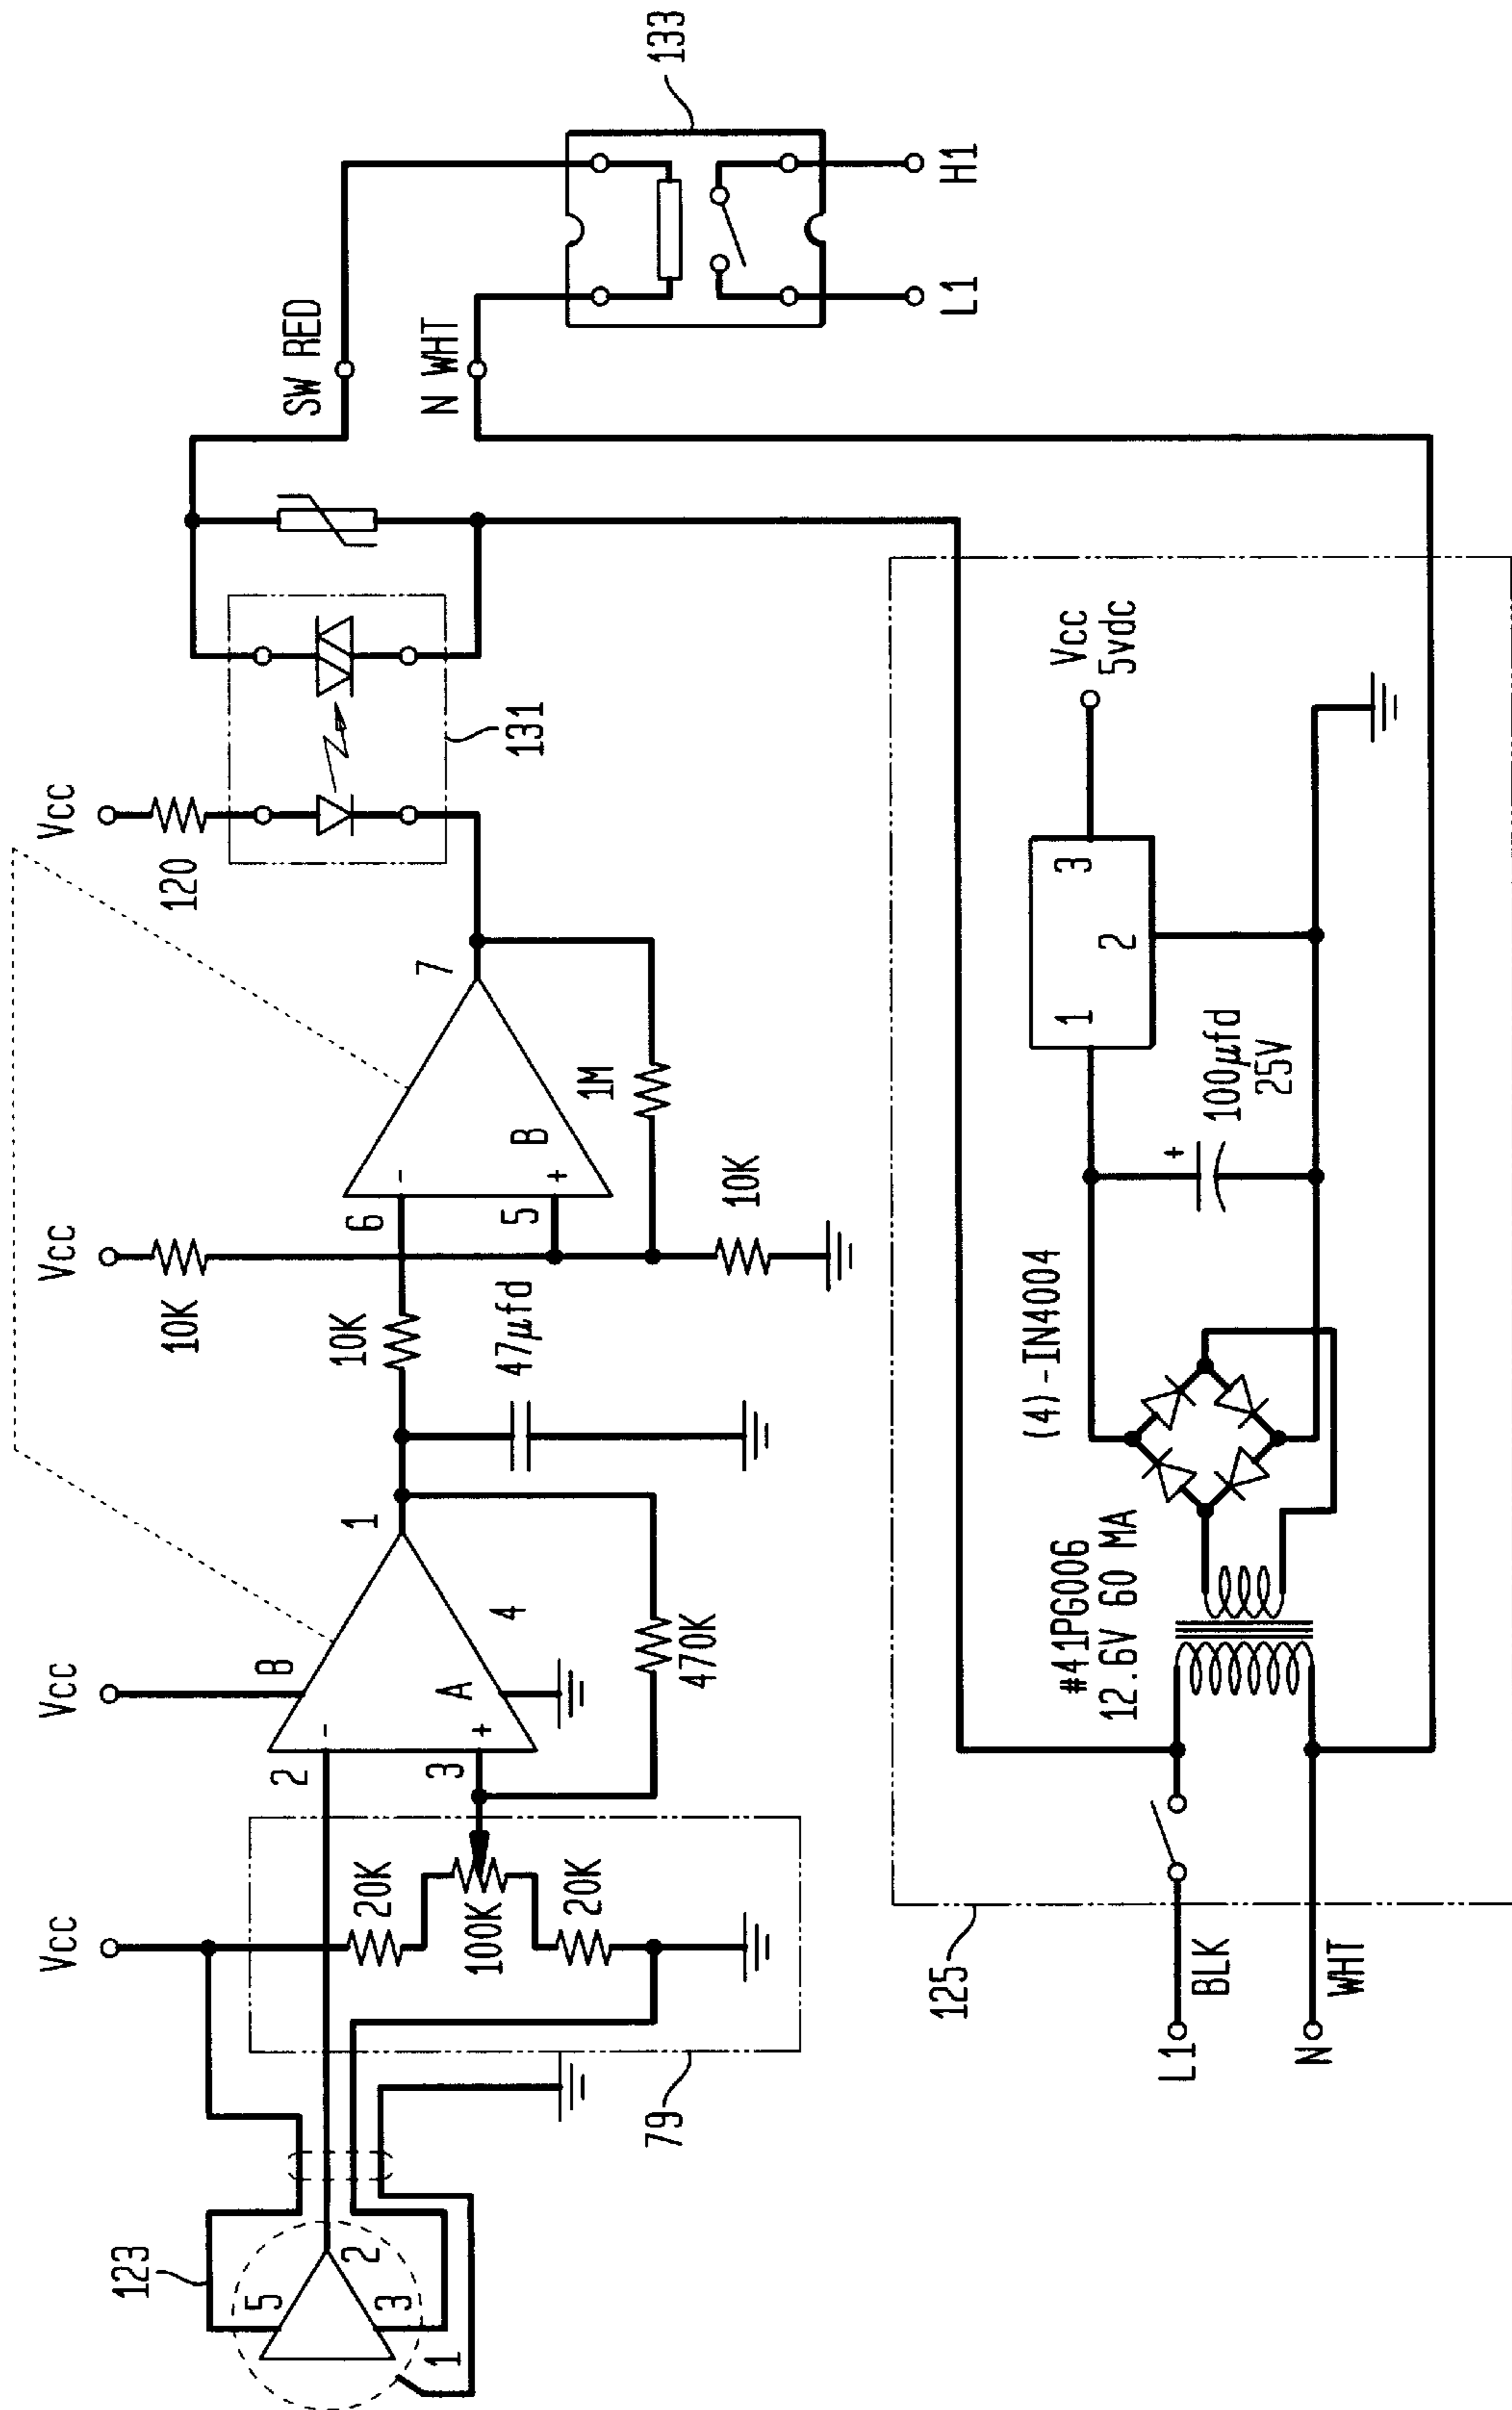 123
5
2
3
1
79
Vcc
20K
100K
20K
2
3
-
+
A
B
Vcc
4
1
470K
10K
47µfd
Vcc
10K
6
5
-
+
B
7
1M
10K
Vcc
120
131
SW RED
N WHT
133
L1
H1
125
L1
BLK
N
WHT
#41PG006
12.6V 60 MA
(4)-IN4004
+
100µfd
25V
1
2
3
Vcc
5vdc